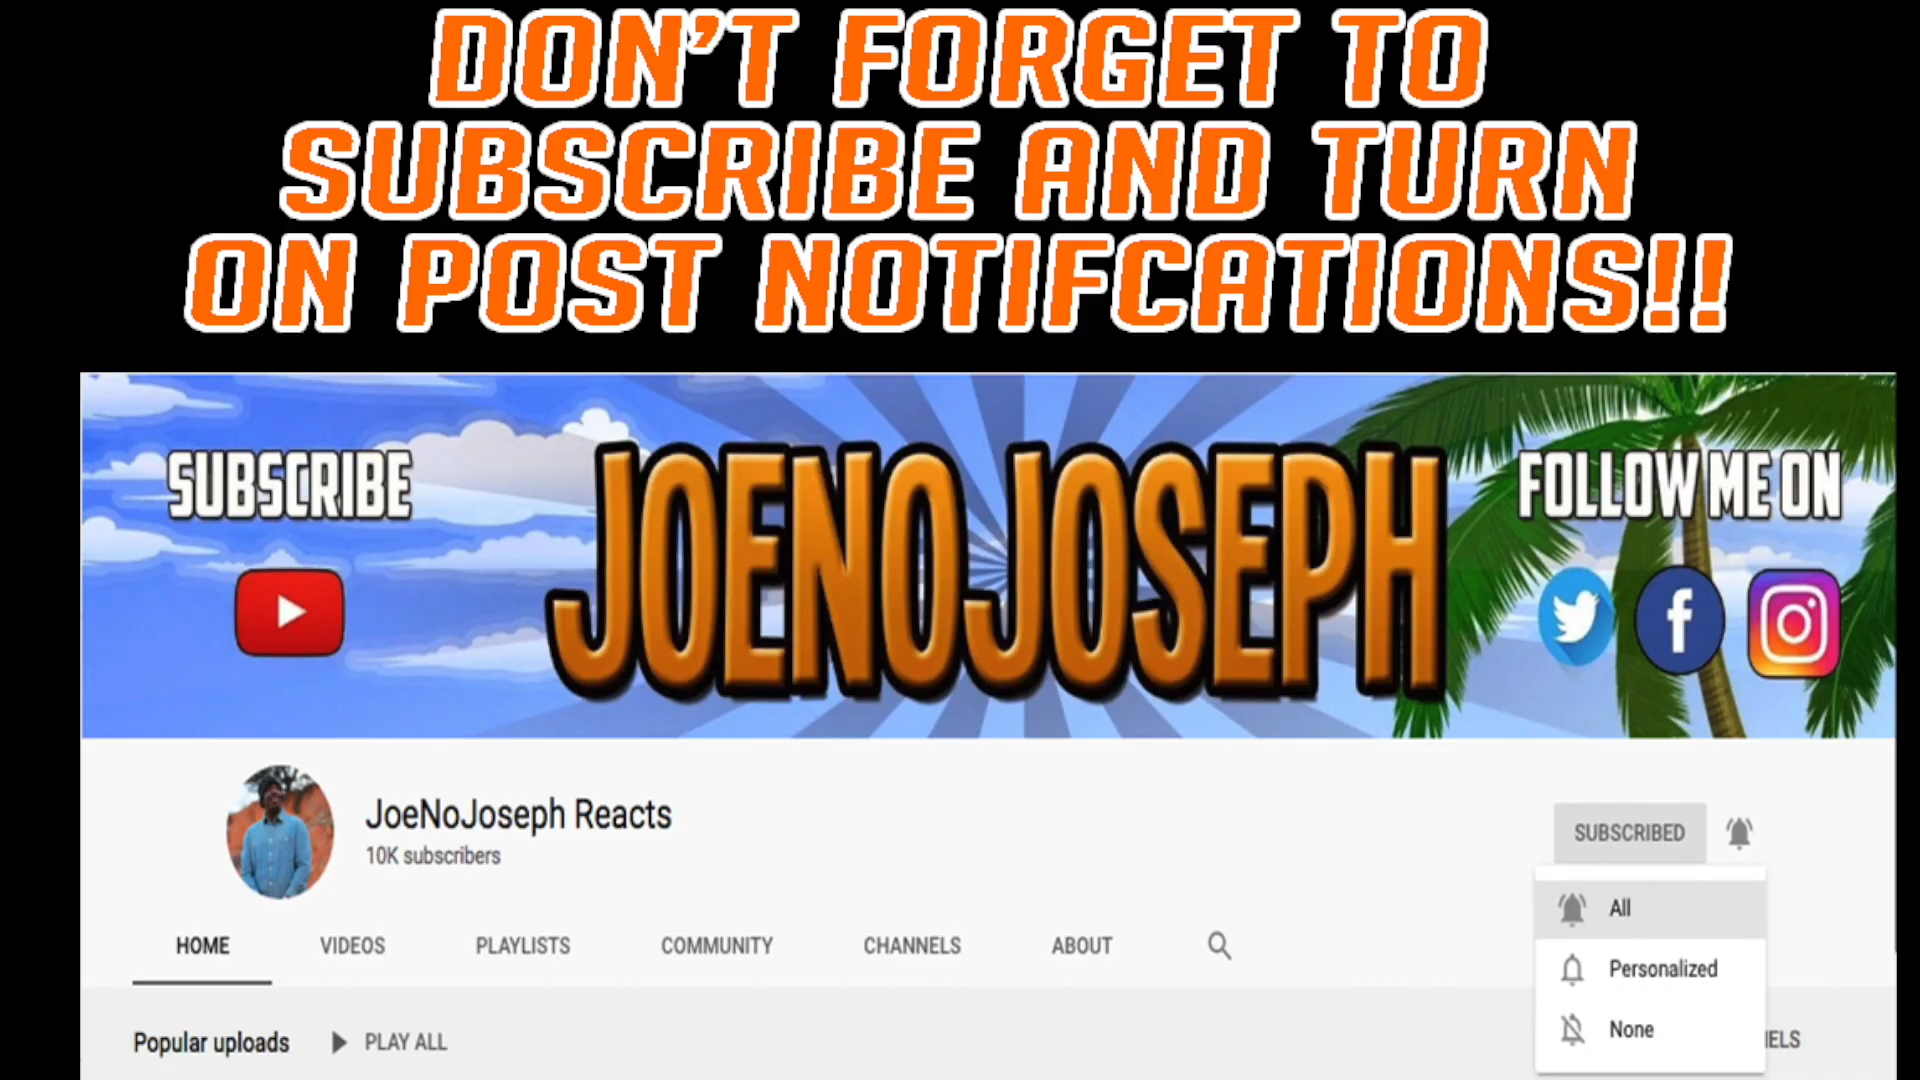 DON'T FORGET TO
SUBSCRIBE AND TURN
ON POST NOTIFCATIONS!!
SUBSCRIBE
JOENOJOSEPH
FOLLOW ME ON
JoeNoJoseph Reacts
10K subscribers
SUBSCRIBED
HOME VIDEOS PLAYLISTS COMMUNITY CHANNELS ABOUT
All
Personalized
None
Popular uploads PLAY ALL